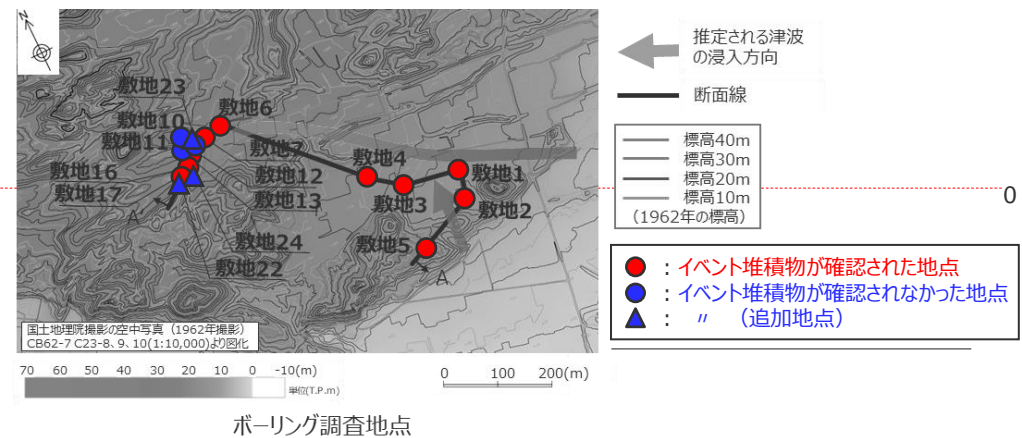 N
敷地23
敷地10
敷地6
敷地11
敷地7
敷地4
敷地1
敷地16
敷地12
敷地17
敷地13
敷地3
敷地2
A
敷地24
敷地5
敷地22
A
国土地理院撮影の空中写真（1962年撮影）
CB62-7 C23-8、9、10(1:10,000)より図化
70 60 50 40 30 20 10 0 -10(m)
単位(T.P.m)
0 100 200(m)
ボーリング調査地点
推定される津波
の浸入方向
断面線
標高40m
標高30m
標高20m
標高10m
（1962年の標高）
0
：イベント堆積物が確認された地点
：イベント堆積物が確認されなかった地点
： 〃 （追加地点）